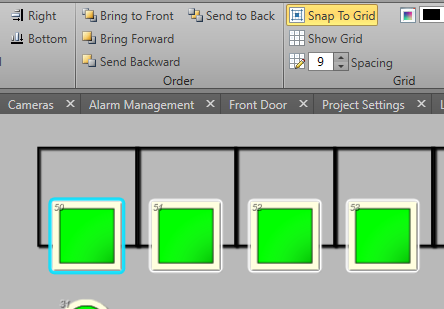 Right
Bring to Front
Send to Back
Snap To Grid
Bottom
Bring Forward
Show Grid
Send Backward
9
Spacing
Order
Grid
Cameras
Alarm Management
Front Door
Project Settings
50
51
52
53
31